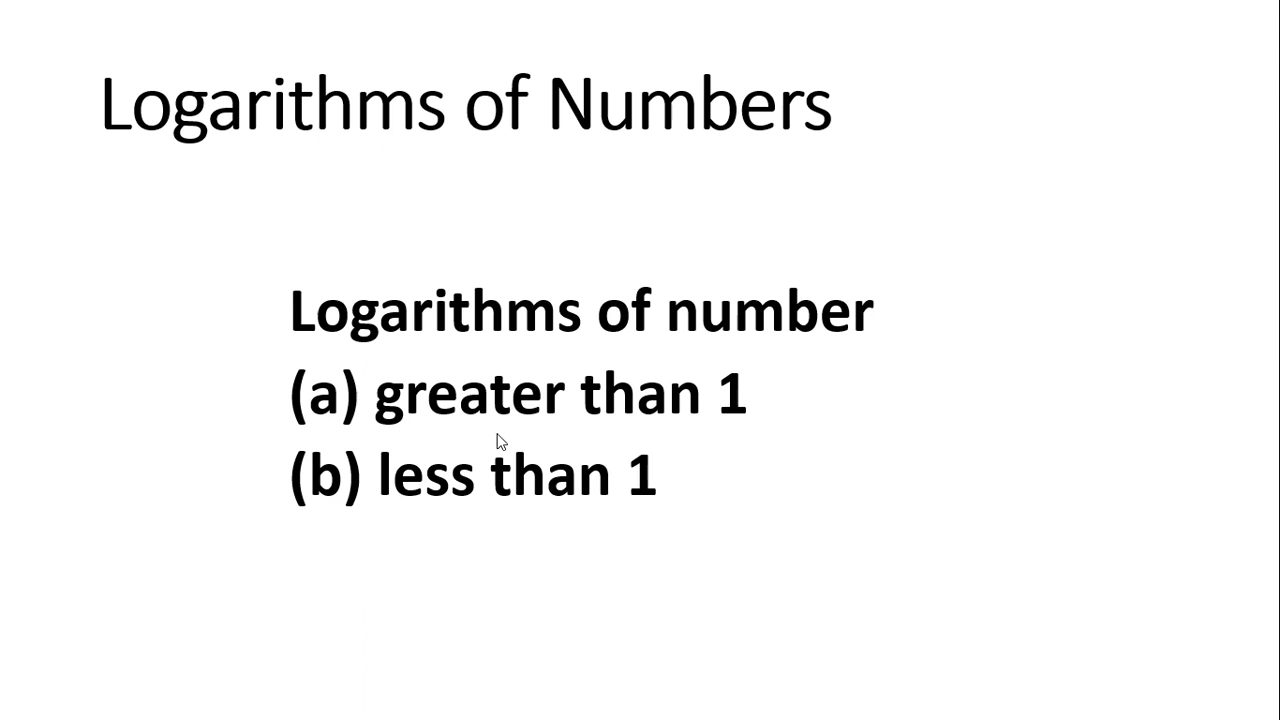 Logarithms of Numbers
Logarithms of number
(a) greater than 1
(b) less than 1